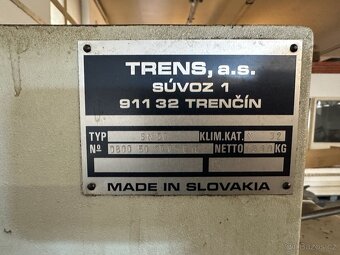 TRENS, a.s.
SÚVOZ 1
911 32 TRENČÍN
TYP KLIM.KAT.
Nº NETTO KG
MADE IN SLOVAKIA